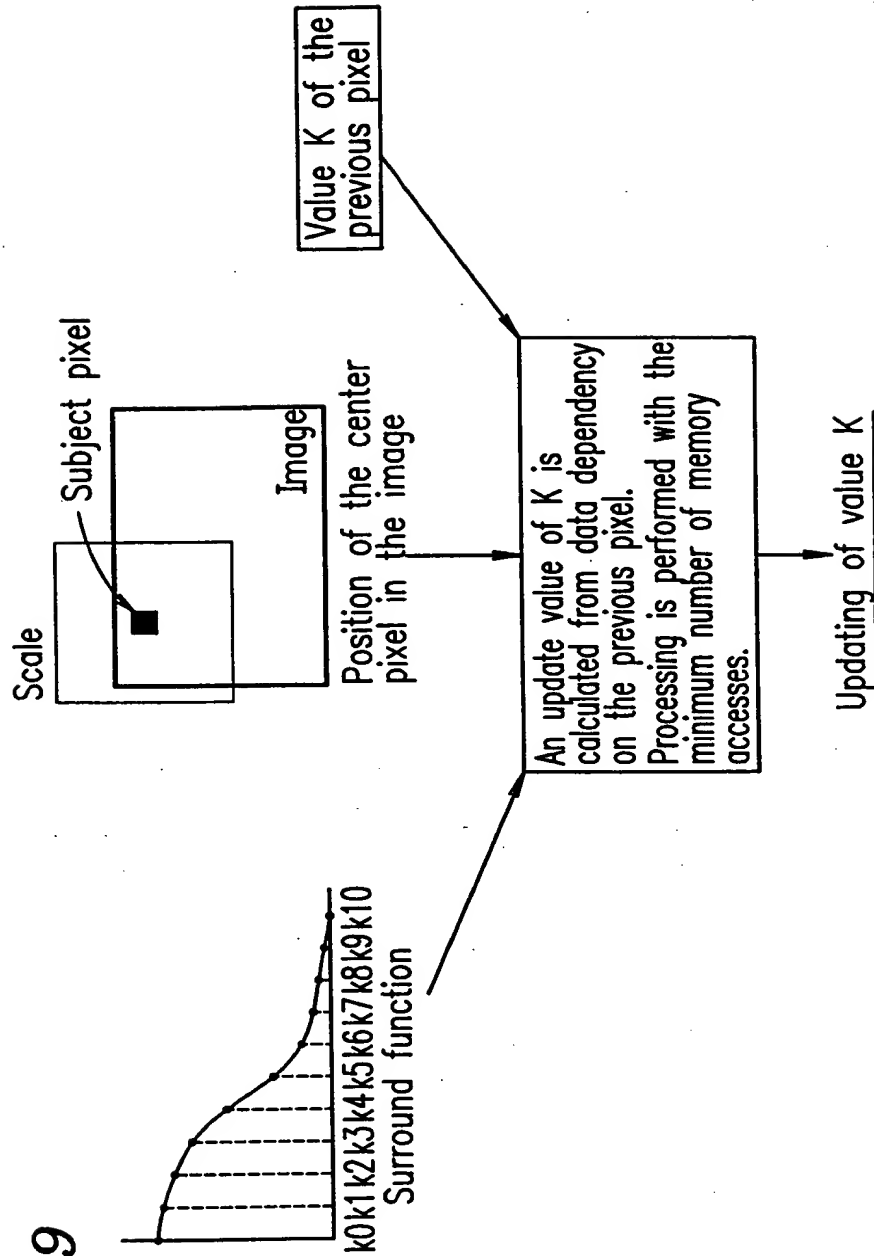 9
k0k1k2k3k4k5k6k7k8k9k10
Surround function
Scale
Subject pixel
Image
Position of the center
pixel in the image
Value K of the
previous pixel
An update value of K is
calculated from data dependency
on the previous pixel.
Processing is performed with the
minimum number of memory
accesses.
Updating of value K